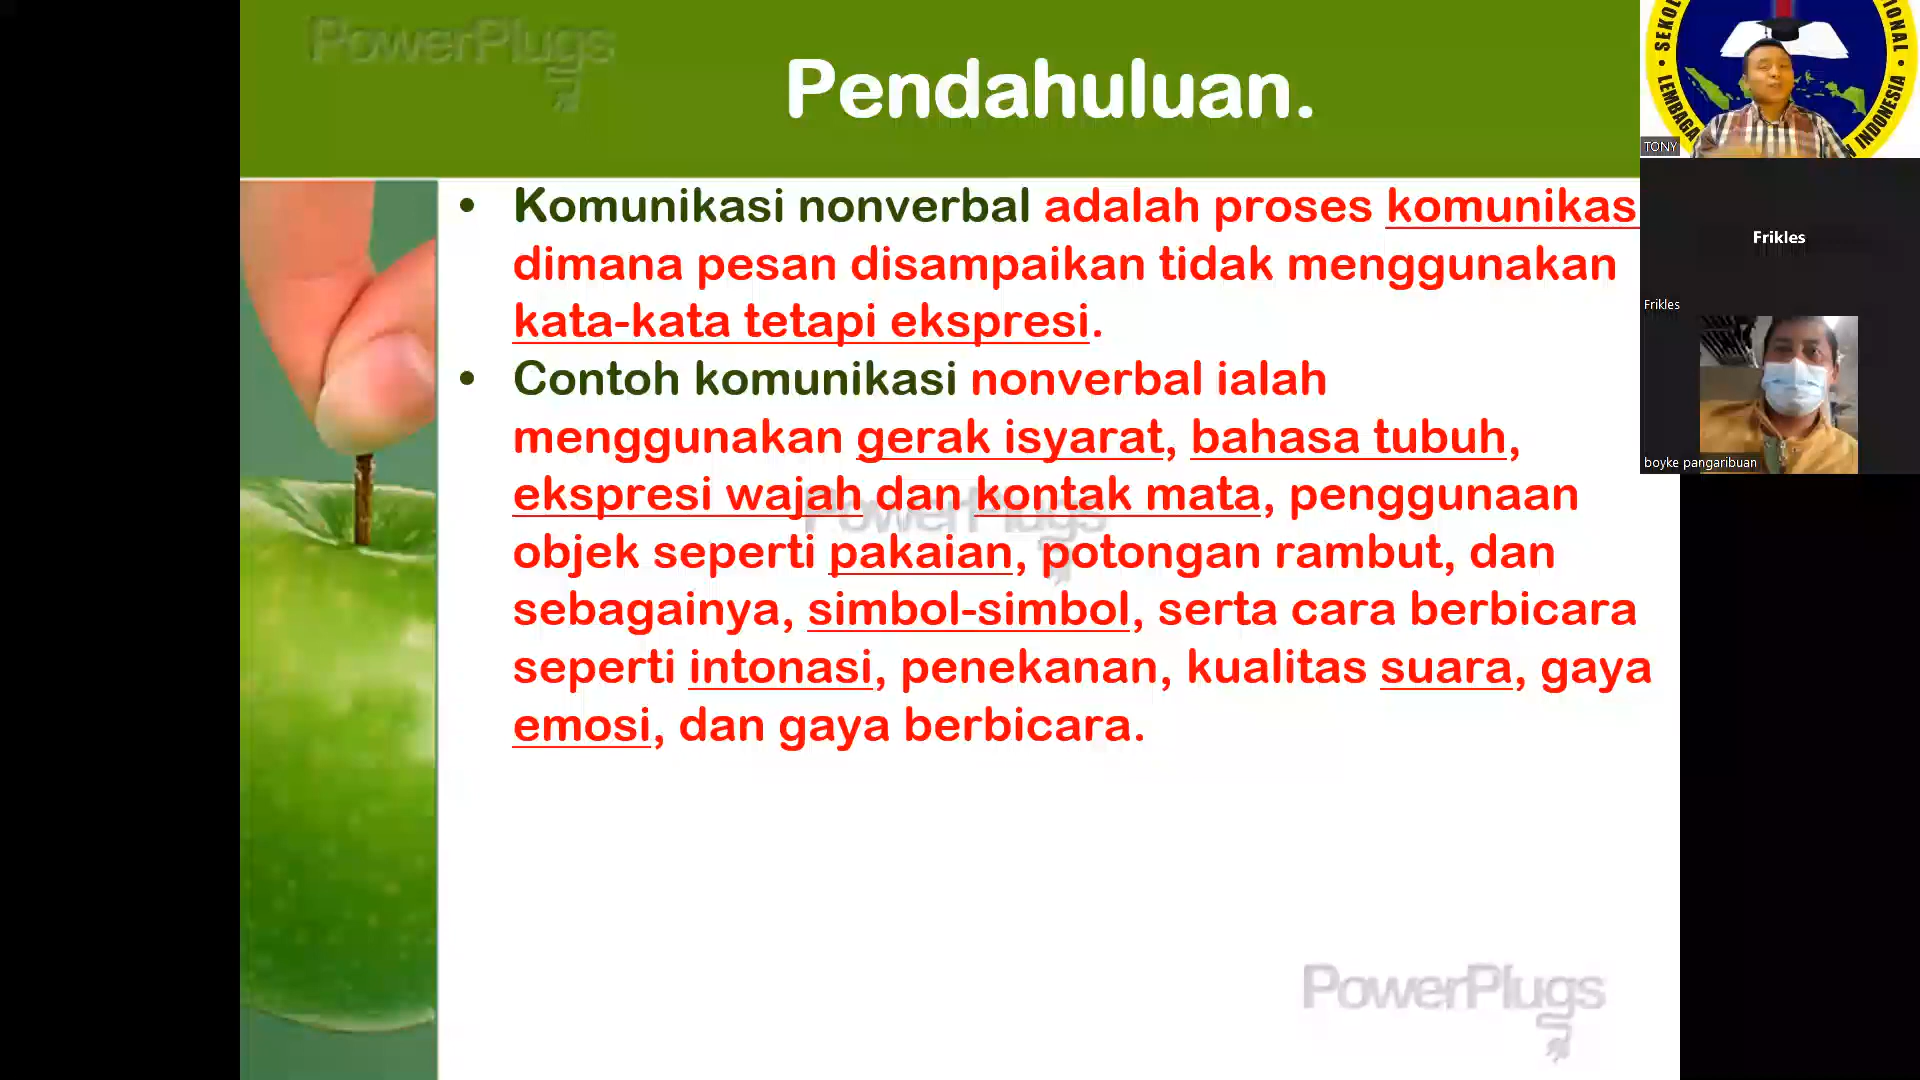 PowerPlugs
Pendahuluan.
• Komunikasi nonverbal adalah proses komunikas
dimana pesan disampaikan tidak menggunakan
kata-kata tetapi ekspresi.
• Contoh komunikasi nonverbal ialah
menggunakan gerak isyarat, bahasa tubuh,
ekspresi wajah dan kontak mata, penggunaan
objek seperti pakaian, potongan rambut, dan
sebagainya, simbol-simbol, serta cara berbicara
seperti intonasi, penekanan, kualitas suara, gaya
emosi, dan gaya berbicara.
PowerPlugs
PowerPlugs
LEMBAGA
INDONESIA
TONY
Frikles
Frikles
boyke pangaribuan